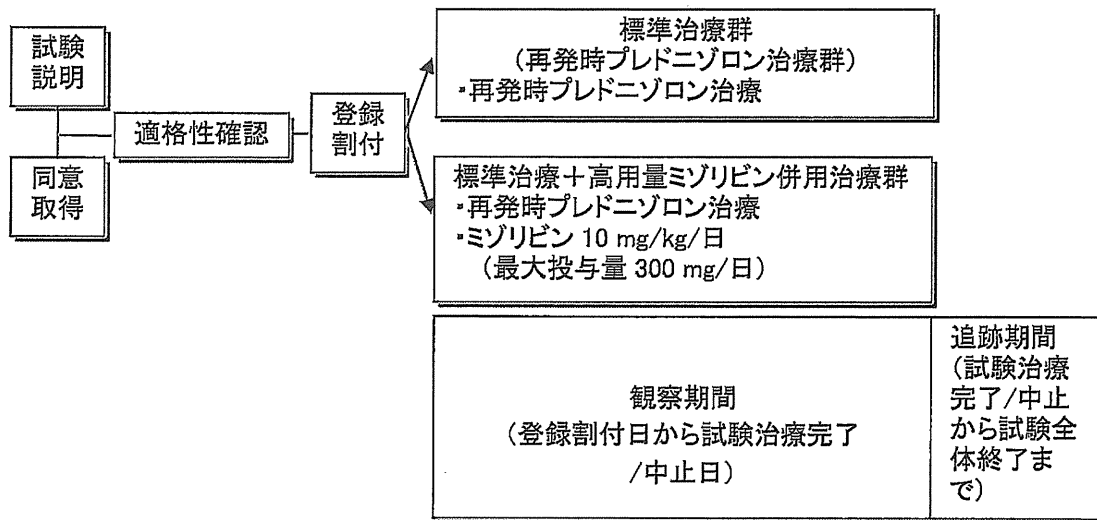 試験
説明
同意
取得
適格性確認
登録
割付
標準治療群
（再発時プレドニゾロン治療群）
・再発時プレドニゾロン治療
標準治療＋高用量ミゾリビン併用治療群
・再発時プレドニゾロン治療
・ミゾリビン 10 mg/kg/日
（最大投与量 300 mg/日）
観察期間
（登録割付日から試験治療完了
/中止日）
追跡期間
（試験治療
完了/中止
から試験全
体終了ま
で）